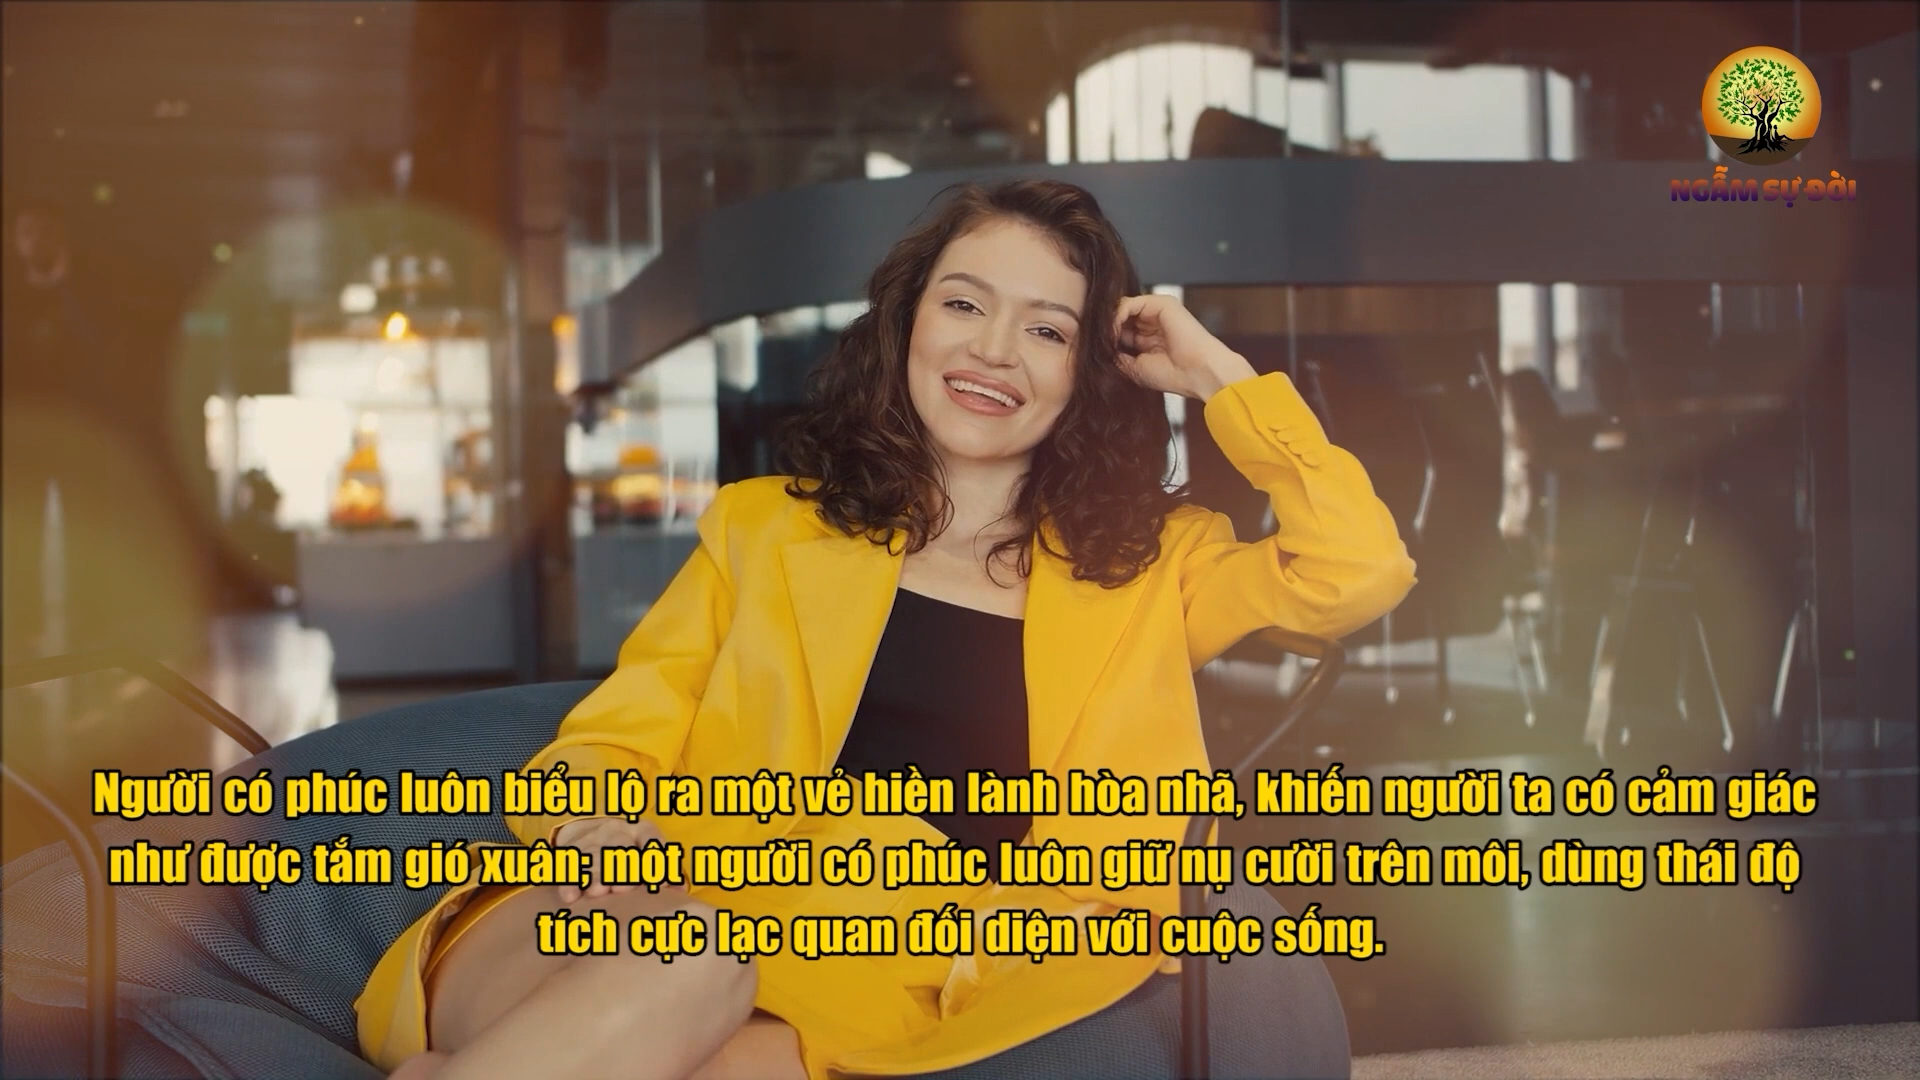 NGẪM SỰ ĐỜI
Người có phúc luôn biểu lộ ra một vẻ hiền lành hòa nhã, khiến người ta có cảm giác
như được tắm gió xuân; một người có phúc luôn giữ nụ cười trên môi, dùng thái độ
tích cực lạc quan đối diện với cuộc sống.